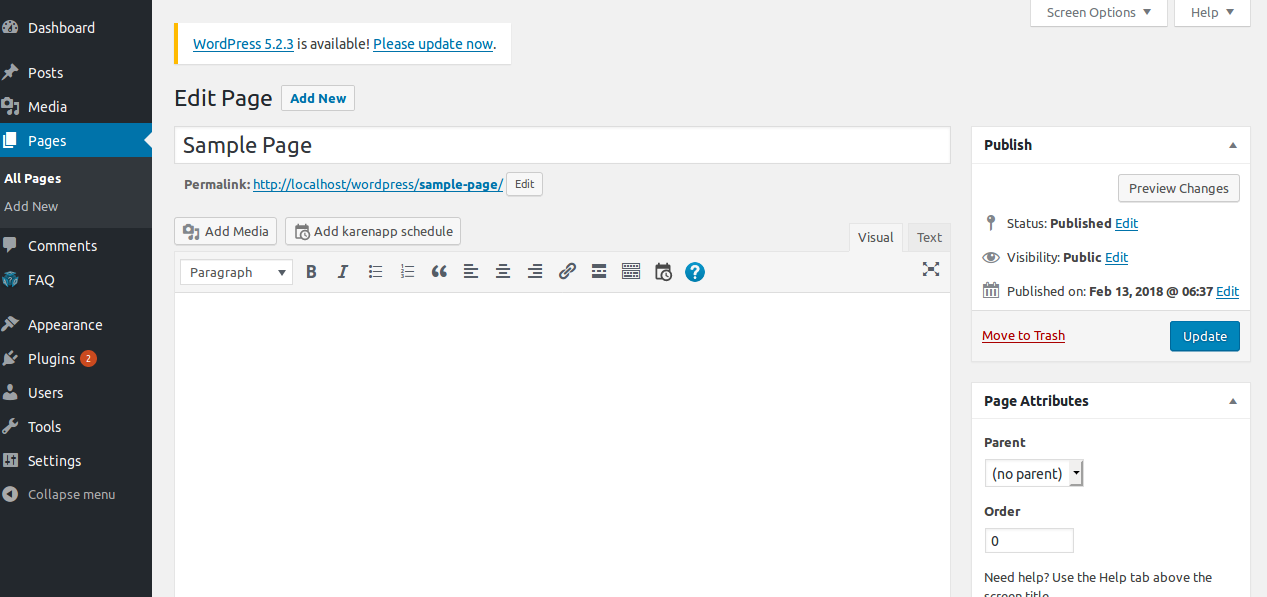 Dashboard
Posts
Media
Pages
All Pages
Add New
Comments
FAQ
Appearance
Plugins 2
Users
Tools
Settings
Collapse menu
Screen Options
Help
WordPress 5.2.3 is available! Please update now.
Edit Page Add New
Sample Page
Permalink: http://localhost/wordpress/sample-page/ Edit
Add Media Add karenapp schedule
Visual Text
Paragraph B I
Publish
Preview Changes
Status: Published Edit
Visibility: Public Edit
Published on: Feb 13, 2018 @ 06:37 Edit
Move to Trash Update
Page Attributes
Parent
(no parent)
Order
0
Need help? Use the Help tab above the
screen title.